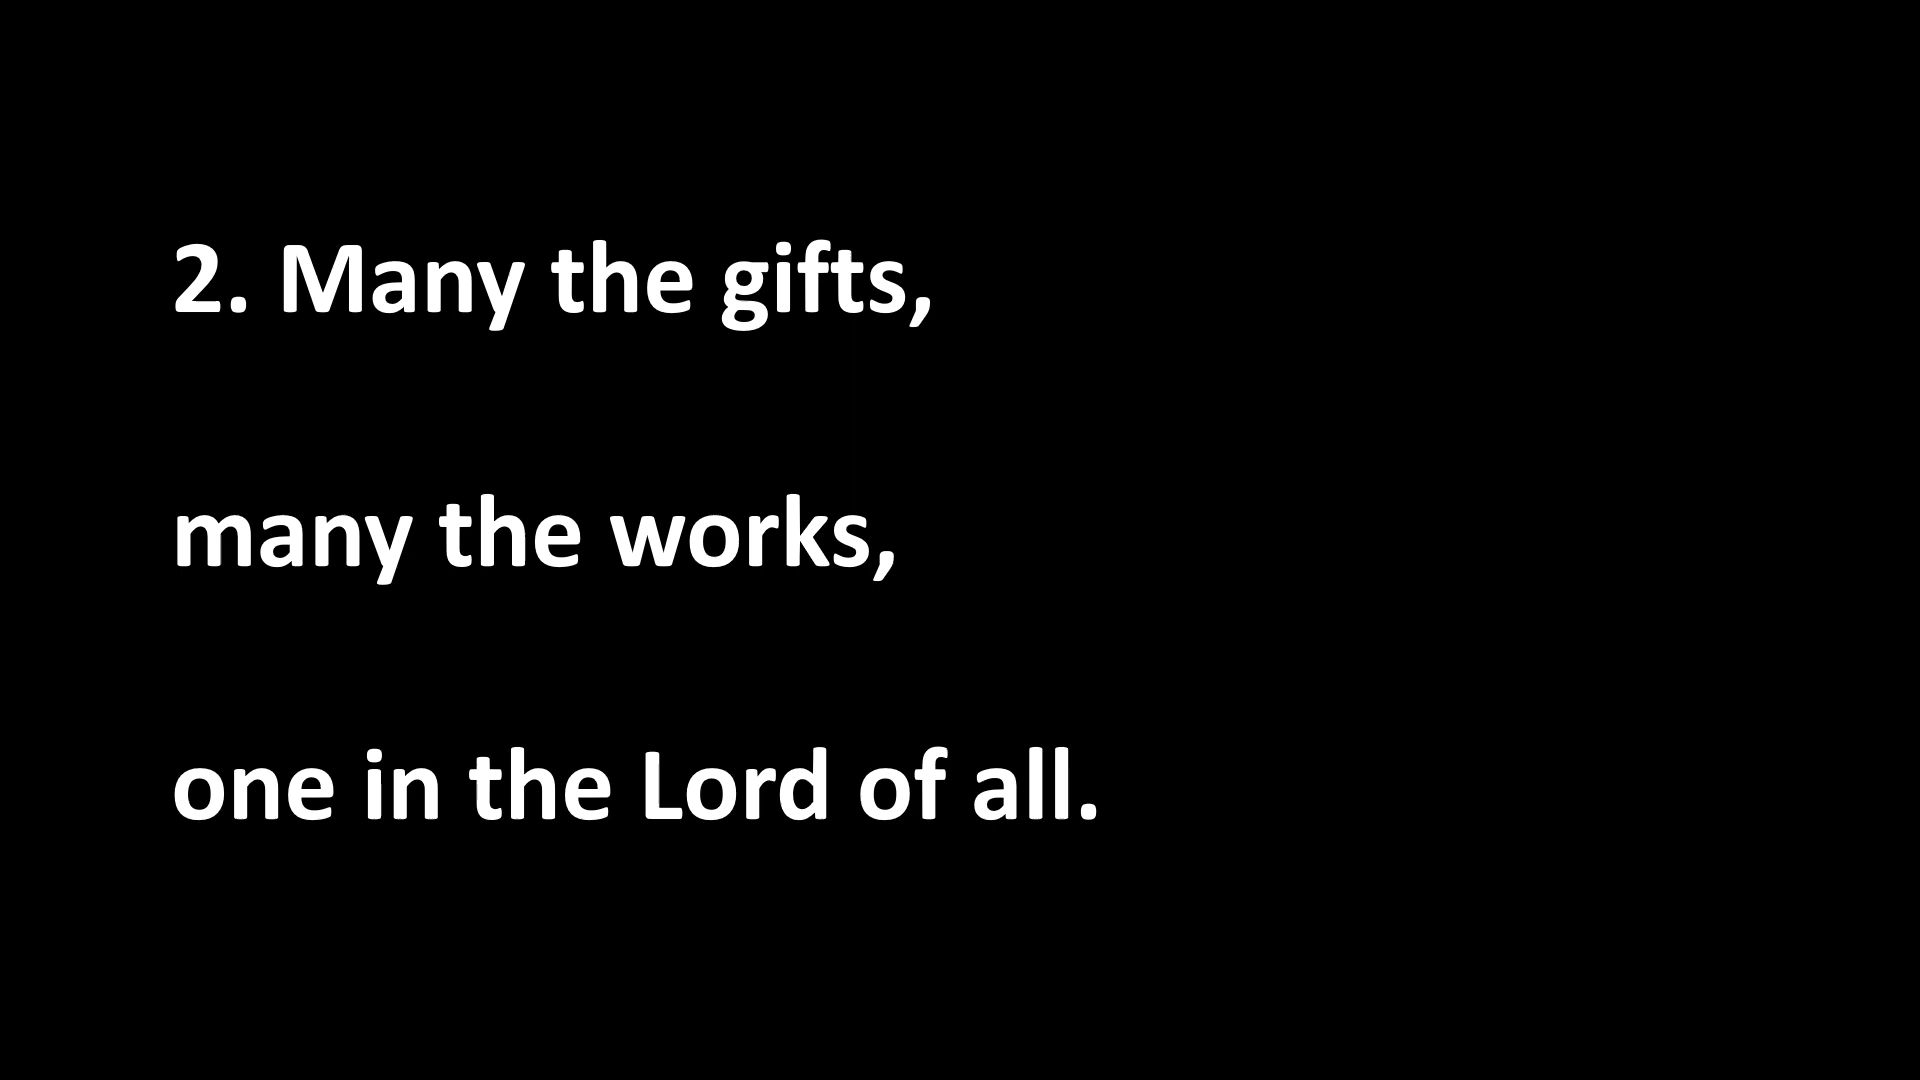 2. Many the gifts,
many the works,
one in the Lord of all.